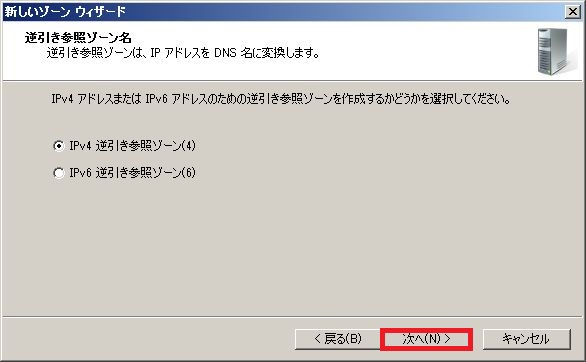 新しいゾーン ウィザード
逆引き参照ゾーン名
逆引き参照ゾーンは、IP アドレスを DNS 名に変換します。
IPv4 アドレスまたは IPv6 アドレスのための逆引き参照ゾーンを作成するかどうかを選択してください。
IPv4 逆引き参照ゾーン(4)
IPv6 逆引き参照ゾーン(6)
< 戻る(B) 次へ(N) > キャンセル